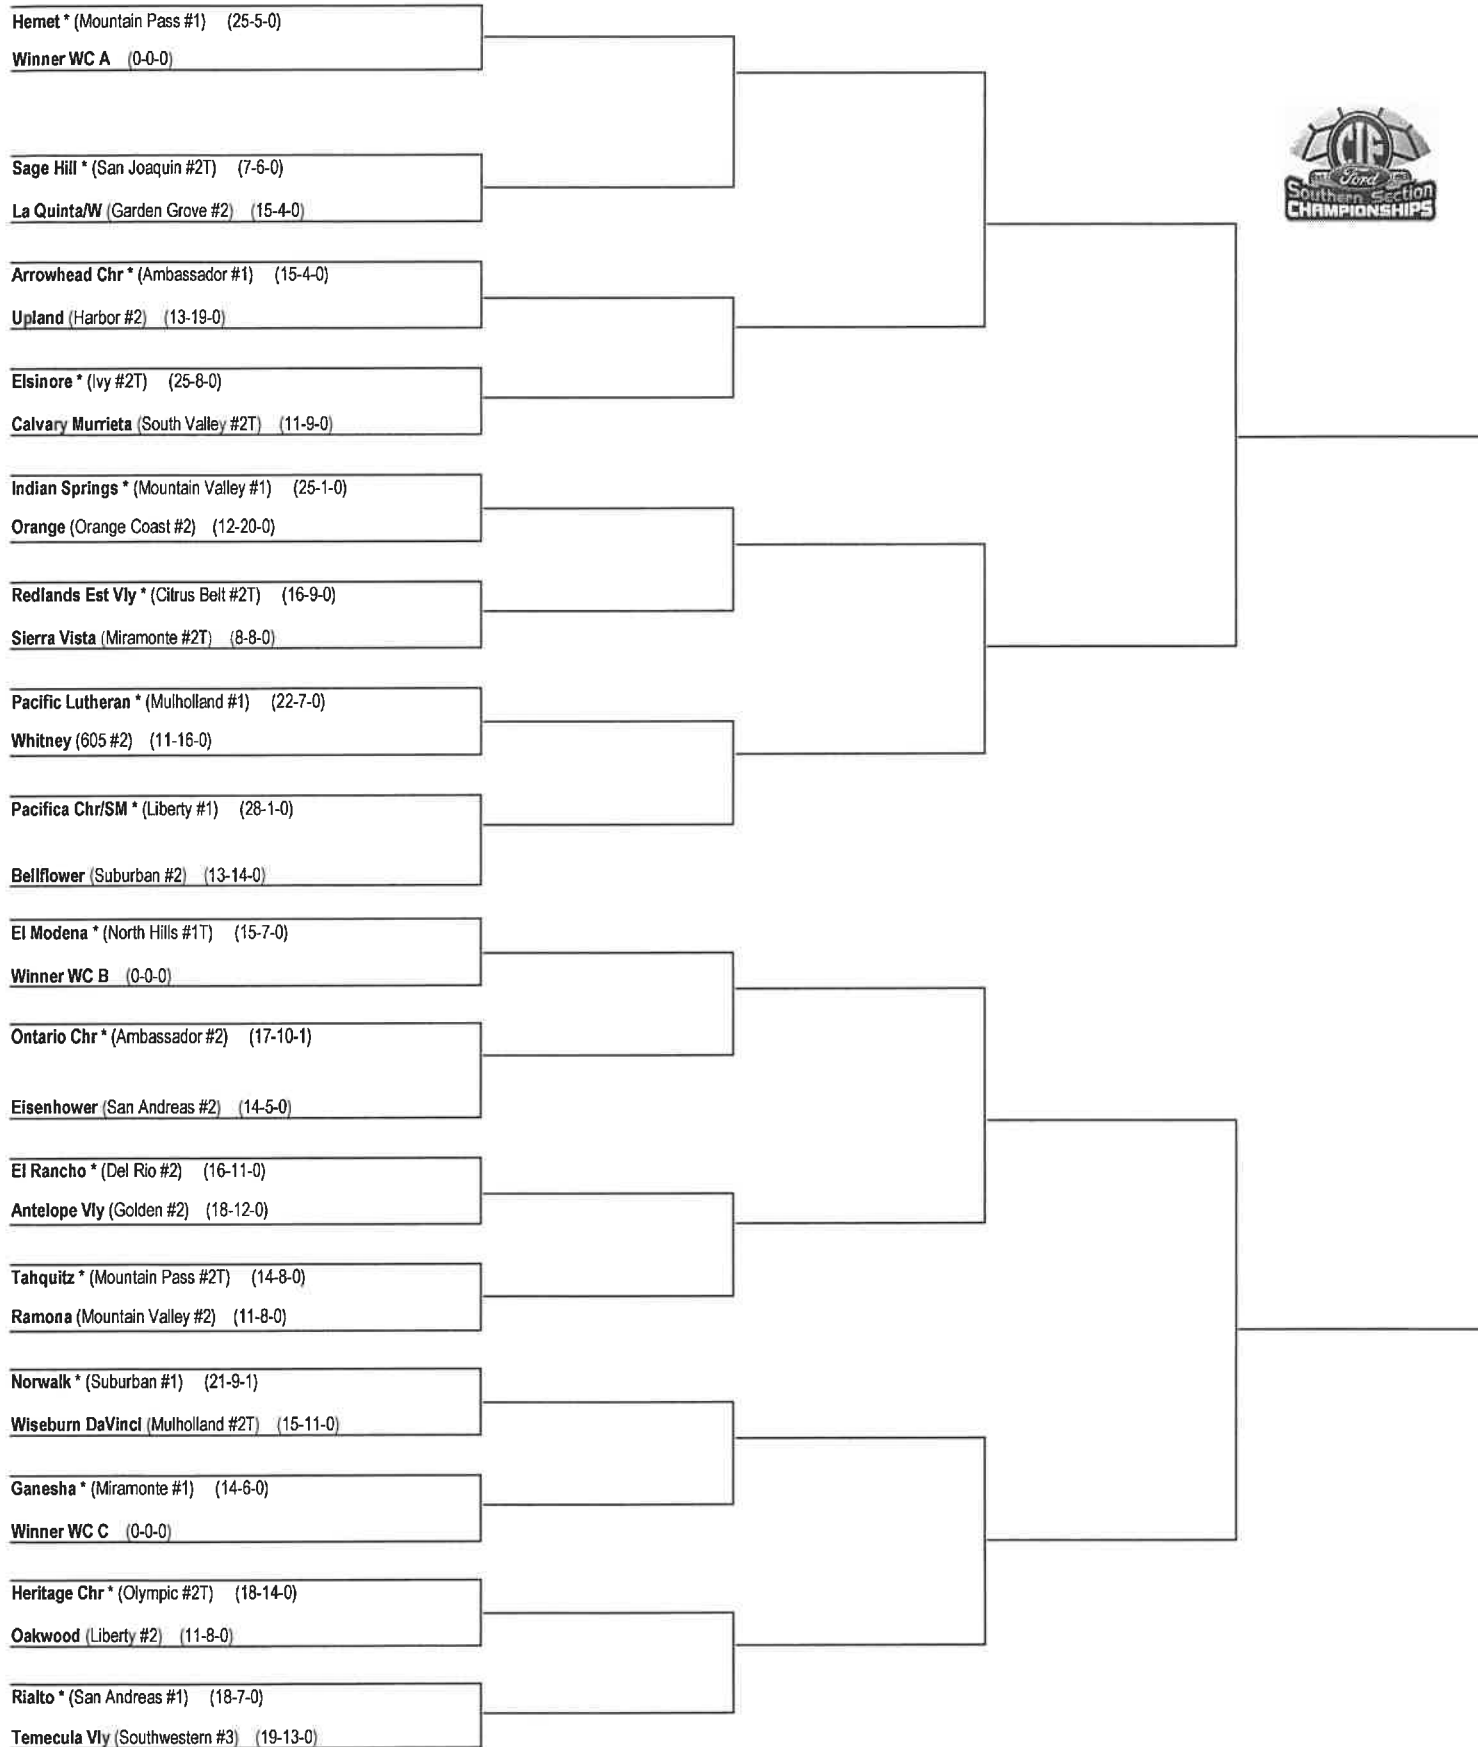 Hemet * (Mountain Pass #1) (25-5-0)
Winner WC A (0-0-0)
CIF
Ford
Southern Section
CHAMPIONSHIPS
Sage Hill * (San Joaquin #2T) (7-6-0)
La Quinta/W (Garden Grove #2) (15-4-0)
Arrowhead Chr * (Ambassador #1) (15-4-0)
Upland (Harbor #2) (13-19-0)
Elsinore * (Ivy #2T) (25-8-0)
Calvary Murrieta (South Valley #2T) (11-9-0)
Indian Springs * (Mountain Valley #1) (25-1-0)
Orange (Orange Coast #2) (12-20-0)
Redlands Est Vly * (Citrus Belt #2T) (16-9-0)
Sierra Vista (Miramonte #2T) (8-8-0)
Pacific Lutheran * (Mulholland #1) (22-7-0)
Whitney (605 #2) (11-16-0)
Pacifica Chr/SM * (Liberty #1) (28-1-0)
Bellflower (Suburban #2) (13-14-0)
El Modena * (North Hills #1T) (15-7-0)
Winner WC B (0-0-0)
Ontario Chr * (Ambassador #2) (17-10-1)
Eisenhower (San Andreas #2) (14-5-0)
El Rancho * (Del Rio #2) (16-11-0)
Antelope Vly (Golden #2) (18-12-0)
Tahquitz * (Mountain Pass #2T) (14-8-0)
Ramona (Mountain Valley #2) (11-8-0)
Norwalk * (Suburban #1) (21-9-1)
Wiseburn DaVinci (Mulholland #2T) (15-11-0)
Ganesha * (Miramonte #1) (14-6-0)
Winner WC C (0-0-0)
Heritage Chr * (Olympic #2T) (18-14-0)
Oakwood (Liberty #2) (11-8-0)
Rialto * (San Andreas #1) (18-7-0)
Temecula Vly (Southwestern #3) (19-13-0)